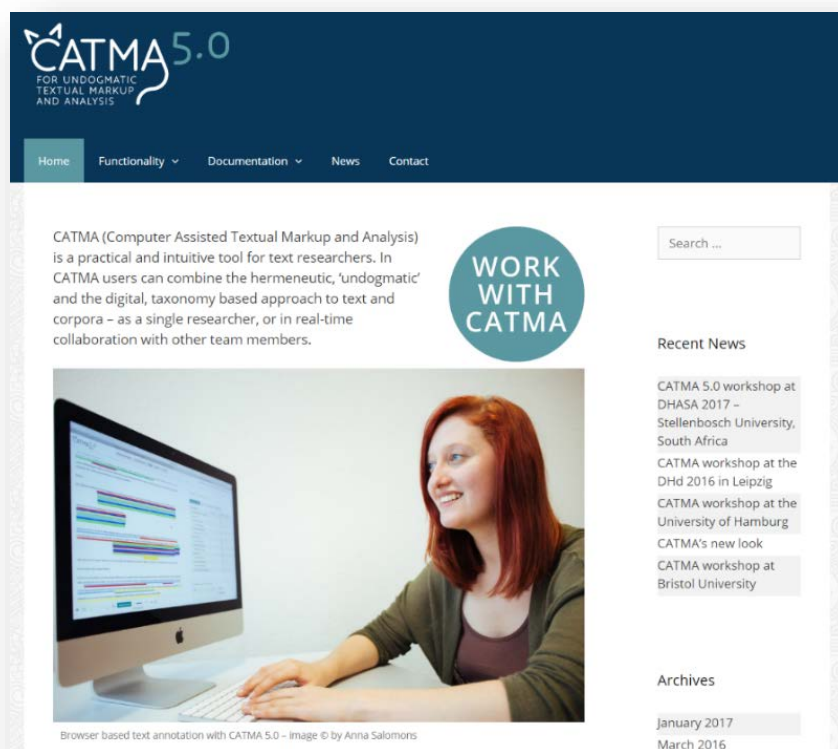 CATMA 5.0
FOR UNDOGMATIC
TEXTUAL MARKUP
AND ANALYSIS
Home Functionality Documentation News Contact
CATMA (Computer Assisted Textual Markup and Analysis)
is a practical and intuitive tool for text researchers. In
CATMA users can combine the hermeneutic, ‘undogmatic’
and the digital, taxonomy based approach to text and
corpora – as a single researcher, or in real-time
collaboration with other team members.
WORK
WITH
CATMA
Browser based text annotation with CATMA 5.0 – Image © by Anna Salomons
Search ...
Recent News
CATMA 5.0 workshop at
DHASA 2017 –
Stellenbosch University,
South Africa
CATMA workshop at the
DHd 2016 in Leipzig
CATMA workshop at the
University of Hamburg
CATMA's new look
CATMA workshop at
Bristol University
Archives
January 2017
March 2016